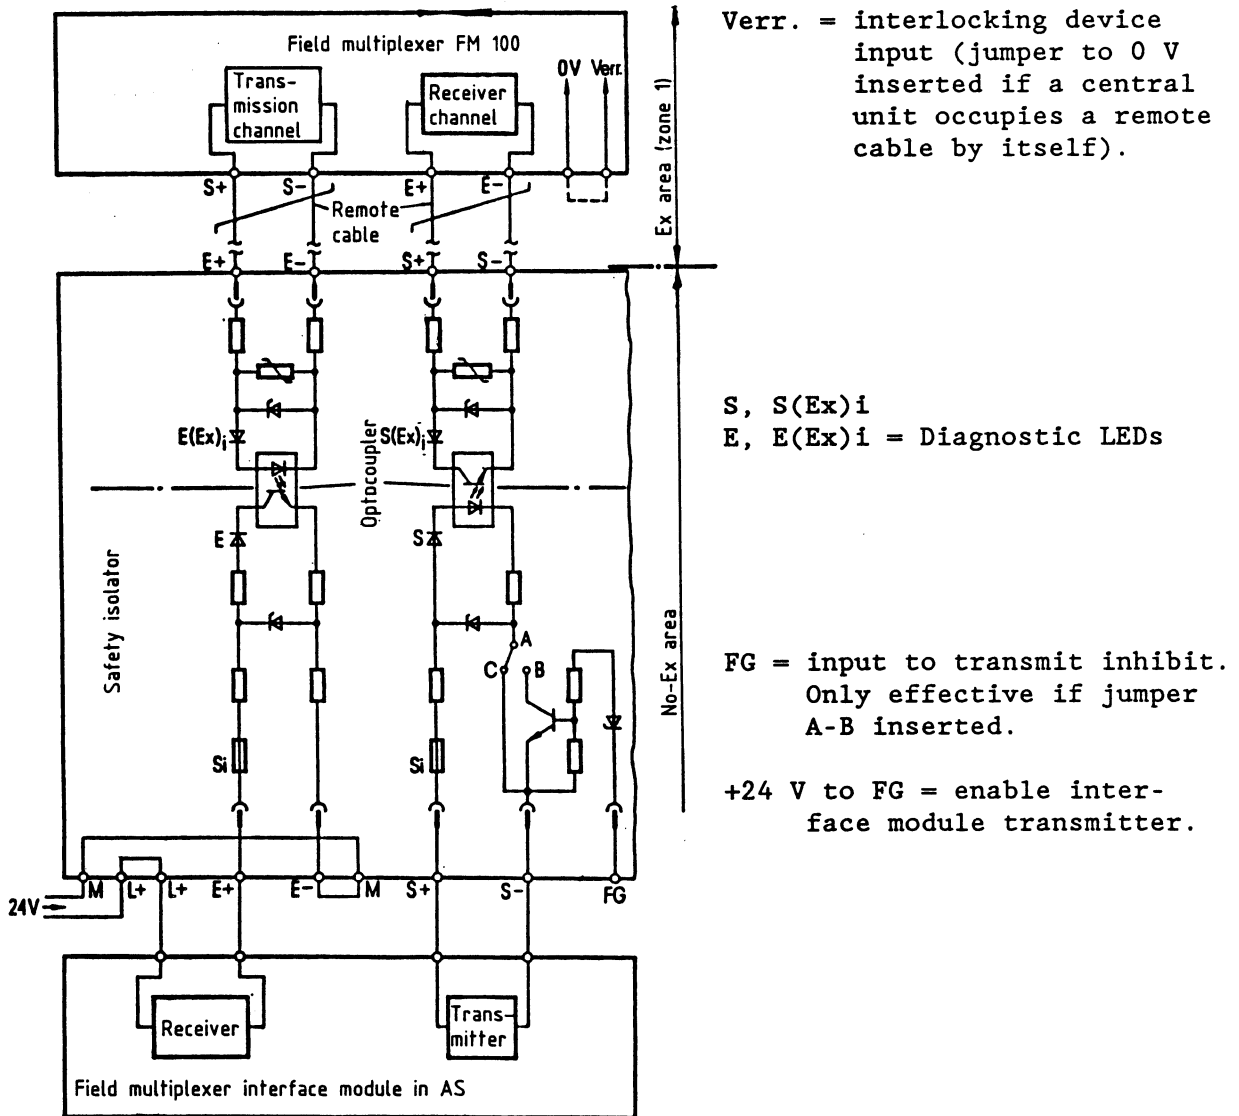 Field multiplexer FM 100
Trans-
mission
channel
Receiver
channel
0V Verr.
S+ S- E+ E-
Remote
cable
E+ E- S+ S-
Ex area (zone 1)
Verr. = interlocking device
input (jumper to 0 V
inserted if a central
unit occupies a remote
cable by itself).
E(Ex)i S(Ex)i
Optocoupler
S, S(Ex)i
E, E(Ex)i = Diagnostic LEDs
E S
Safety isolator
A
C B
No-Ex area
Si Si
FG = input to transmit inhibit.
Only effective if jumper
A-B inserted.
+24 V to FG = enable inter-
face module transmitter.
24V M L+ L+ E+ E- M S+ S- FG
Receiver
Trans-
mitter
Field multiplexer interface module in AS